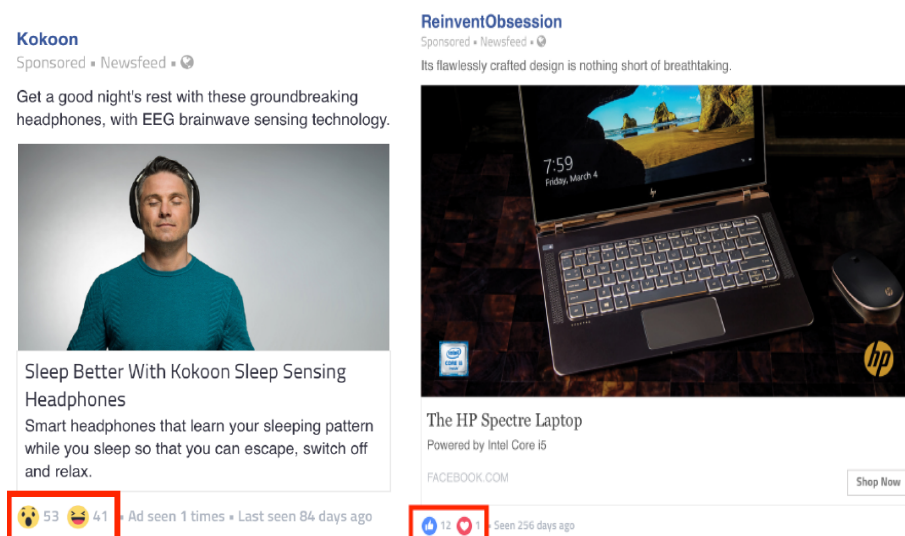 Kokoon
Sponsored ▪ Newsfeed ▪
Get a good night's rest with these groundbreaking
headphones, with EEG brainwave sensing technology.
Sleep Better With Kokoon Sleep Sensing
Headphones
Smart headphones that learn your sleeping pattern
while you sleep so that you can escape, switch off
and relax.
53 41 ▪ Ad seen 1 times ▪ Last seen 84 days ago
ReinventObsession
Sponsored ▪ Newsfeed ▪
Its flawlessly crafted design is nothing short of breathtaking.
7:59
Friday, March 4
hp
The HP Spectre Laptop
Powered by Intel Core i5
FACEBOOK.COM
Shop Now
12 1 ▪ Seen 256 days ago